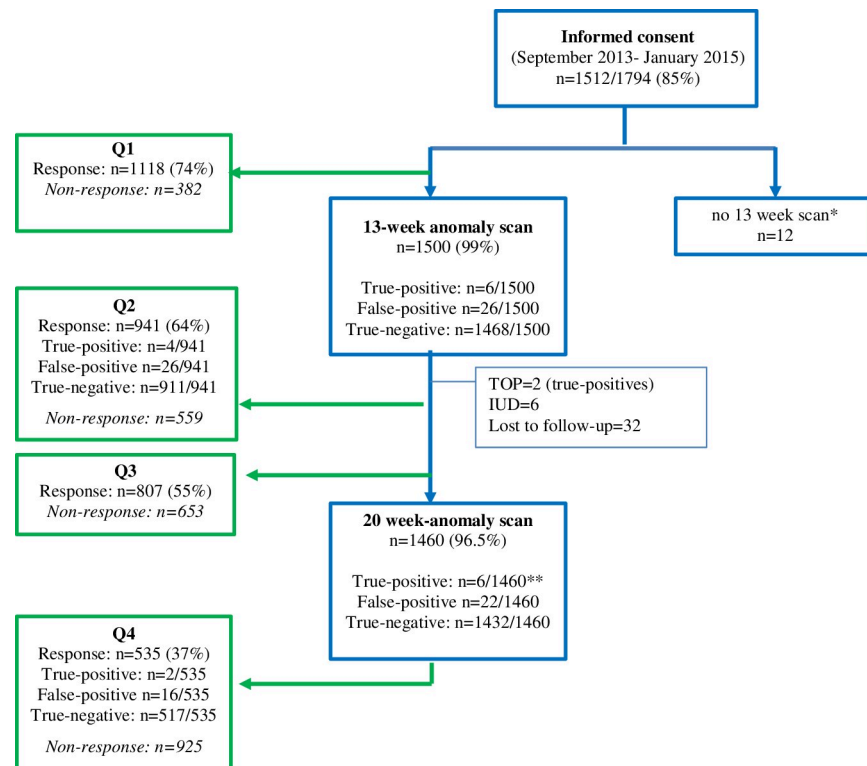 Informed consent
(September 2013- January 2015)
n=1512/1794 (85%)
Q1
Response: n=1118 (74%)
Non-response: n=382
13-week anomaly scan
n=1500 (99%)
True-positive: n=6/1500
False-positive n=26/1500
True-negative: n=1468/1500
no 13 week scan*
n=12
Q2
Response: n=941 (64%)
True-positive: n=4/941
False-positive n=26/941
True-negative: n=911/941
Non-response: n=559
TOP=2 (true-positives)
IUD=6
Lost to follow-up=32
Q3
Response: n=807 (55%)
Non-response: n=653
20 week-anomaly scan
n=1460 (96.5%)
True-positive: n=6/1460**
False-positive n=22/1460
True-negative: n=1432/1460
Q4
Response: n=535 (37%)
True-positive: n=2/535
False-positive n=16/535
True-negative: n=517/535
Non-response: n=925